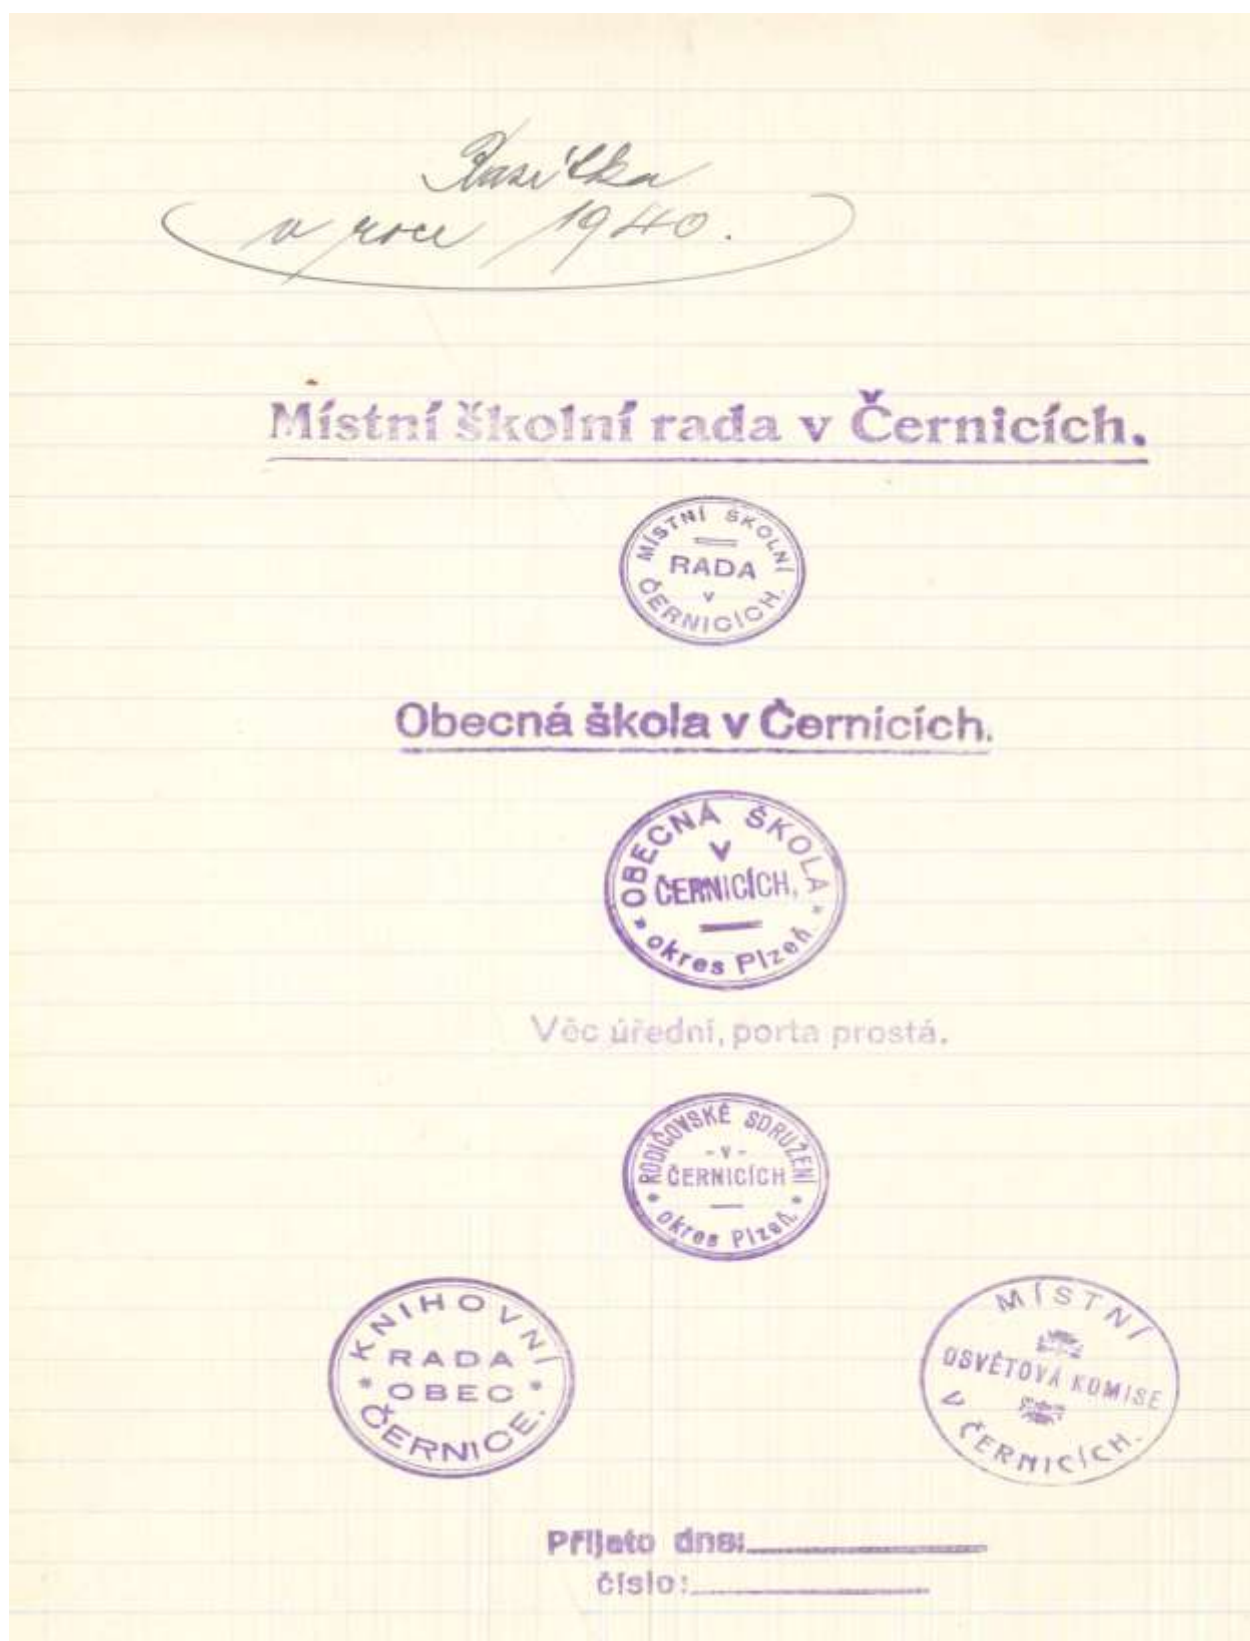 Razítka
v roce 1940.
Místní školní rada v Černicích.
MÍSTNÍ ŠKOLNÍ
RADA
v
ČERNICÍCH.
Obecná škola v Černicích.
OBECNÁ ŠKOLA
V
ČERNICÍCH,
okres Plzeň.
Věc úřední, porta prostá.
RODIČOVSKÉ SDRUŽENÍ
- v -
ČERNICÍCH
okres Plzeň.
KNIHOVNÍ
RADA
OBEC
ČERNICE.
MÍSTNÍ
OSVĚTOVÁ KOMISE
V ČERNICÍCH.
Přijato dne:
číslo: